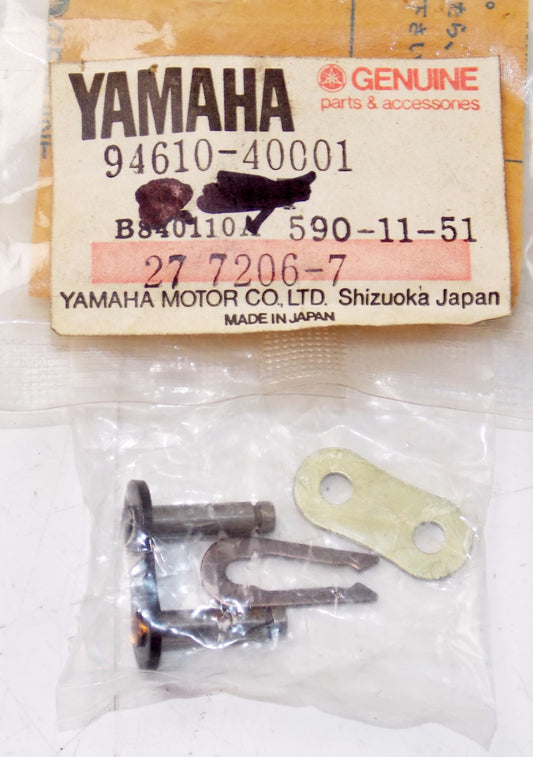 YAMAHA
GENUINE
parts & accessories
94610-40001
B840110A 590-11-51
27 7206-7
YAMAHA MOTOR CO., LTD. Shizuoka Japan
MADE IN JAPAN